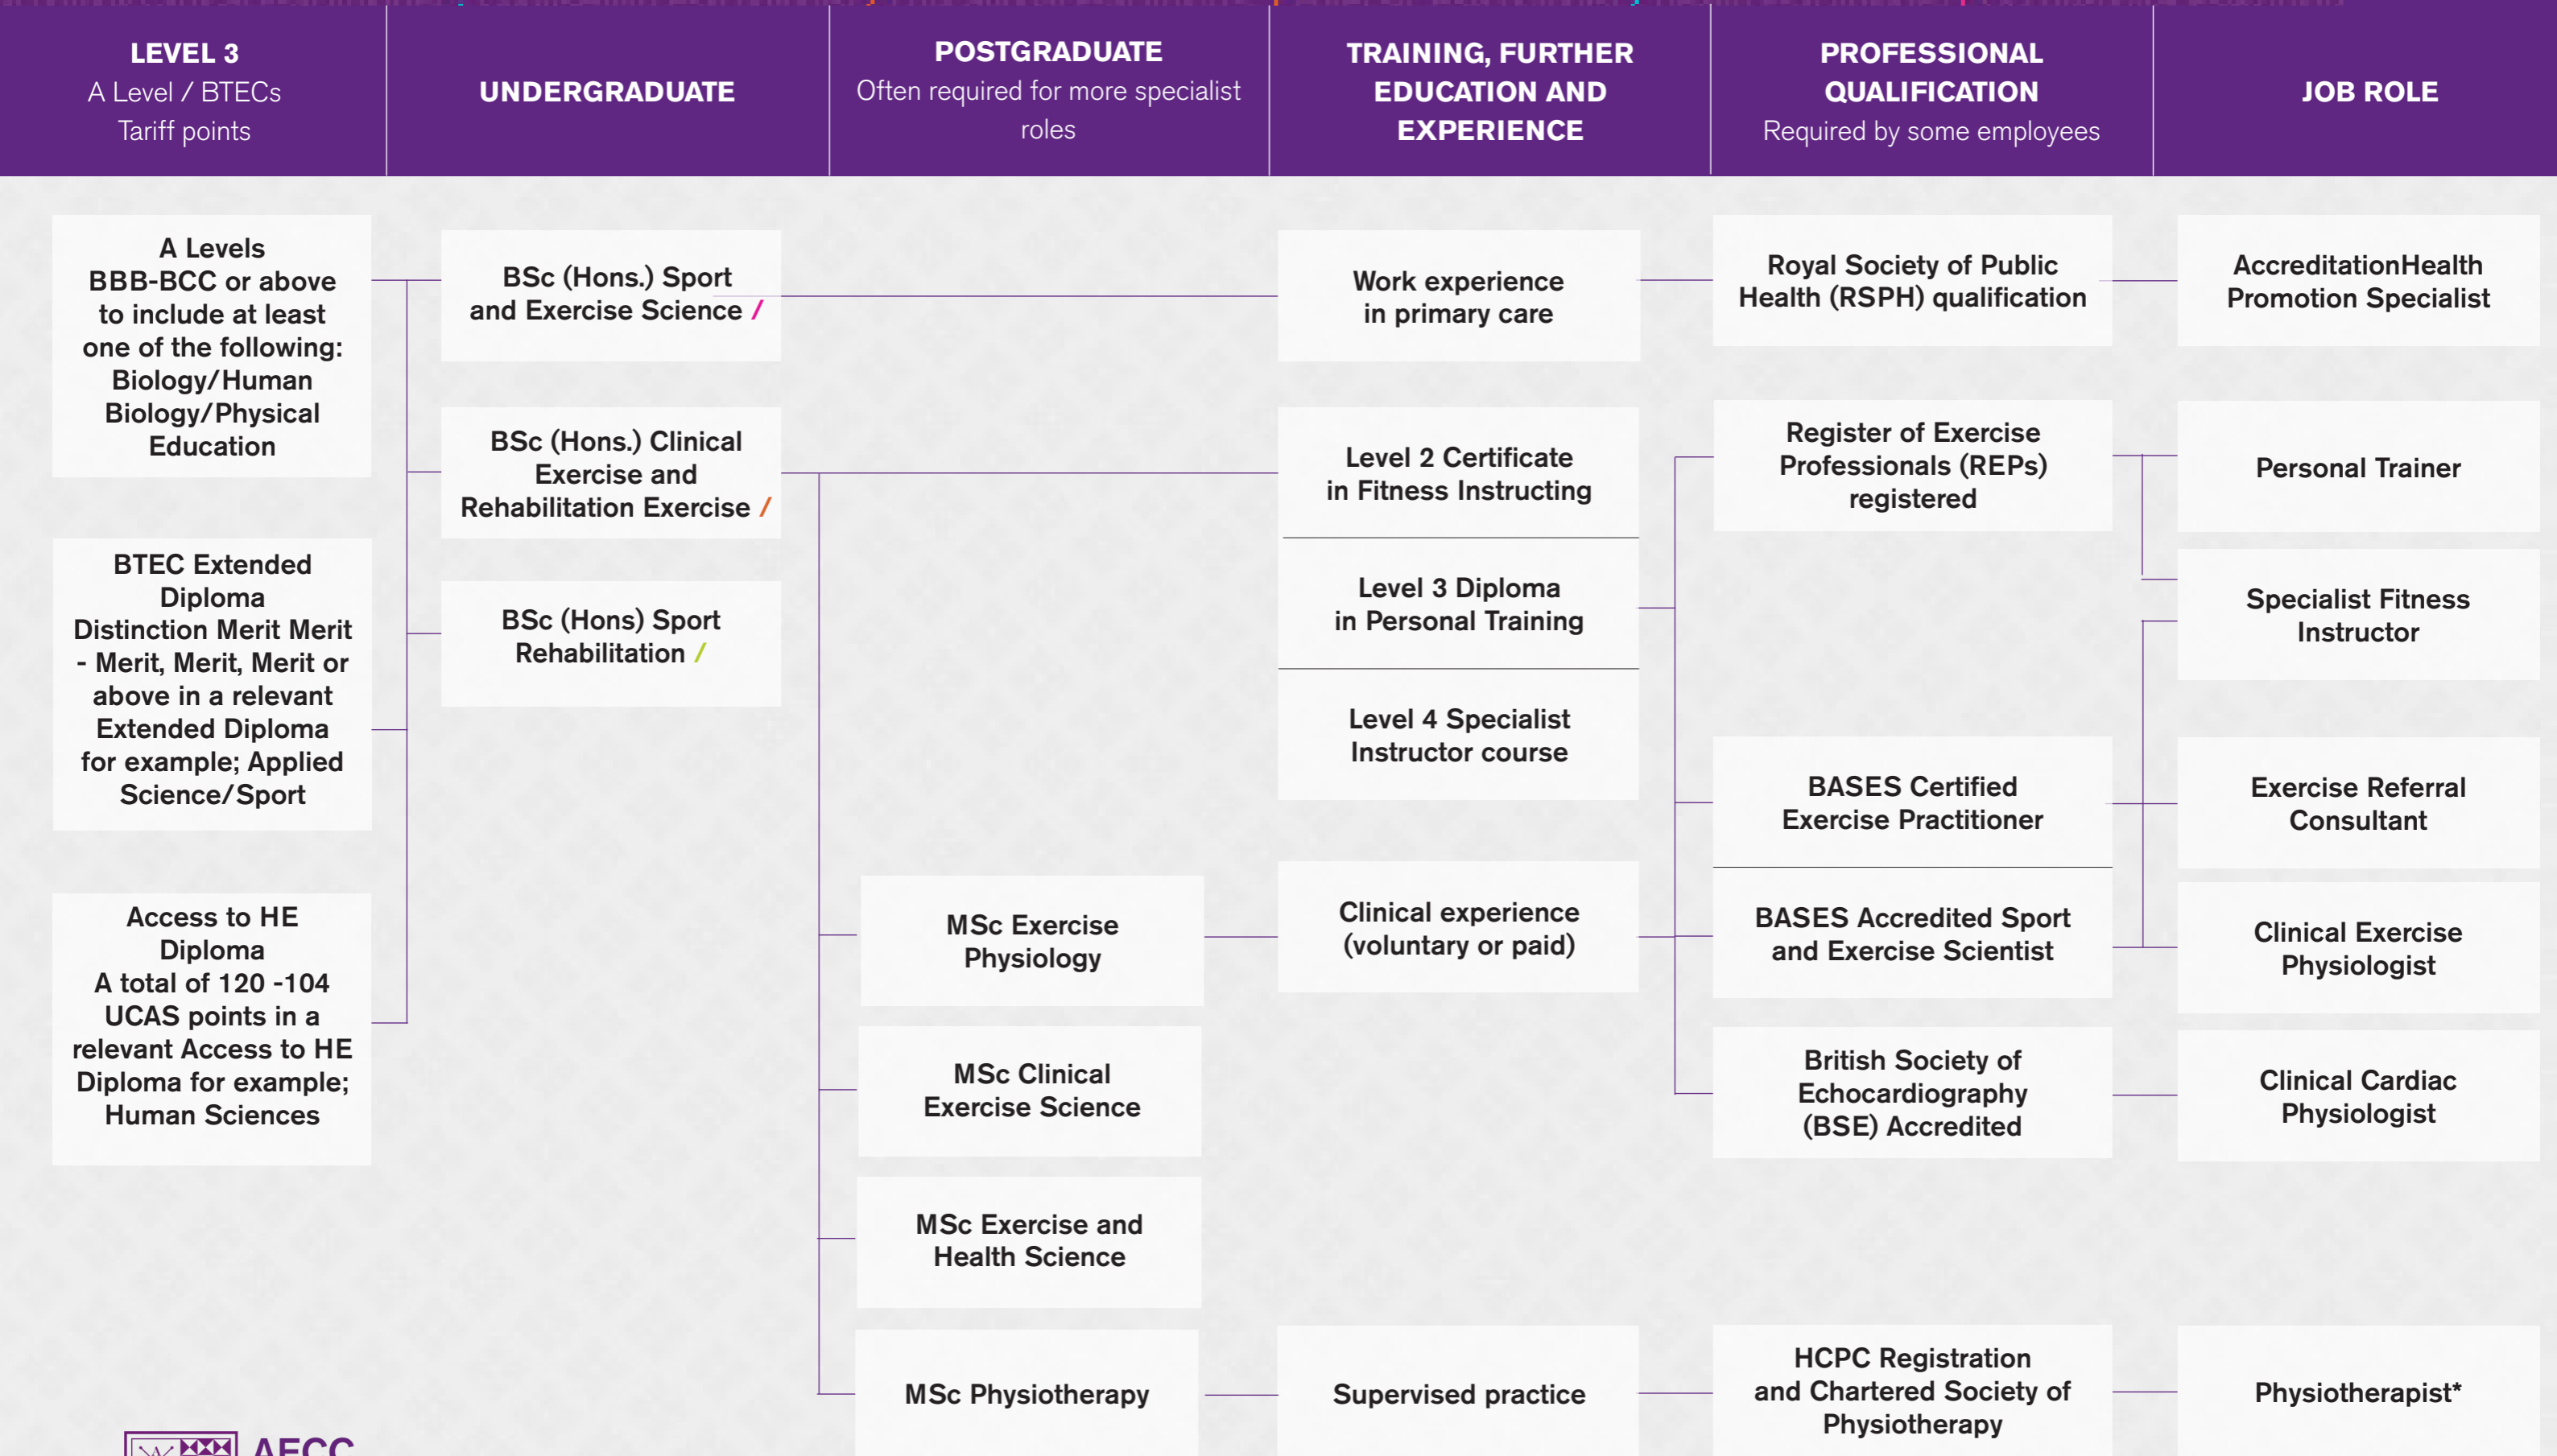 LEVEL 3
A Level / BTECs
Tariff points
UNDERGRADUATE
POSTGRADUATE
Often required for more specialist
roles
TRAINING, FURTHER
EDUCATION AND
EXPERIENCE
PROFESSIONAL
QUALIFICATION
Required by some employees
JOB ROLE
A Levels
BBB-BCC or above
to include at least
one of the following:
Biology/Human
Biology/Physical
Education
BTEC Extended
Diploma
Distinction Merit Merit
- Merit, Merit, Merit or
above in a relevant
Extended Diploma
for example; Applied
Science/Sport
Access to HE
Diploma
A total of 120 -104
UCAS points in a
relevant Access to HE
Diploma for example;
Human Sciences
BSc (Hons.) Sport
and Exercise Science /
BSc (Hons.) Clinical
Exercise and
Rehabilitation Exercise /
BSc (Hons) Sport
Rehabilitation /
MSc Exercise
Physiology
MSc Clinical
Exercise Science
MSc Exercise and
Health Science
MSc Physiotherapy
Work experience
in primary care
Level 2 Certificate
in Fitness Instructing
Level 3 Diploma
in Personal Training
Level 4 Specialist
Instructor course
Clinical experience
(voluntary or paid)
Supervised practice
Royal Society of Public
Health (RSPH) qualification
Register of Exercise
Professionals (REPs)
registered
BASES Certified
Exercise Practitioner
BASES Accredited Sport
and Exercise Scientist
British Society of
Echocardiography
(BSE) Accredited
HCPC Registration
and Chartered Society of
Physiotherapy
AccreditationHealth
Promotion Specialist
Personal Trainer
Specialist Fitness
Instructor
Exercise Referral
Consultant
Clinical Exercise
Physiologist
Clinical Cardiac
Physiologist
Physiotherapist*
AECC